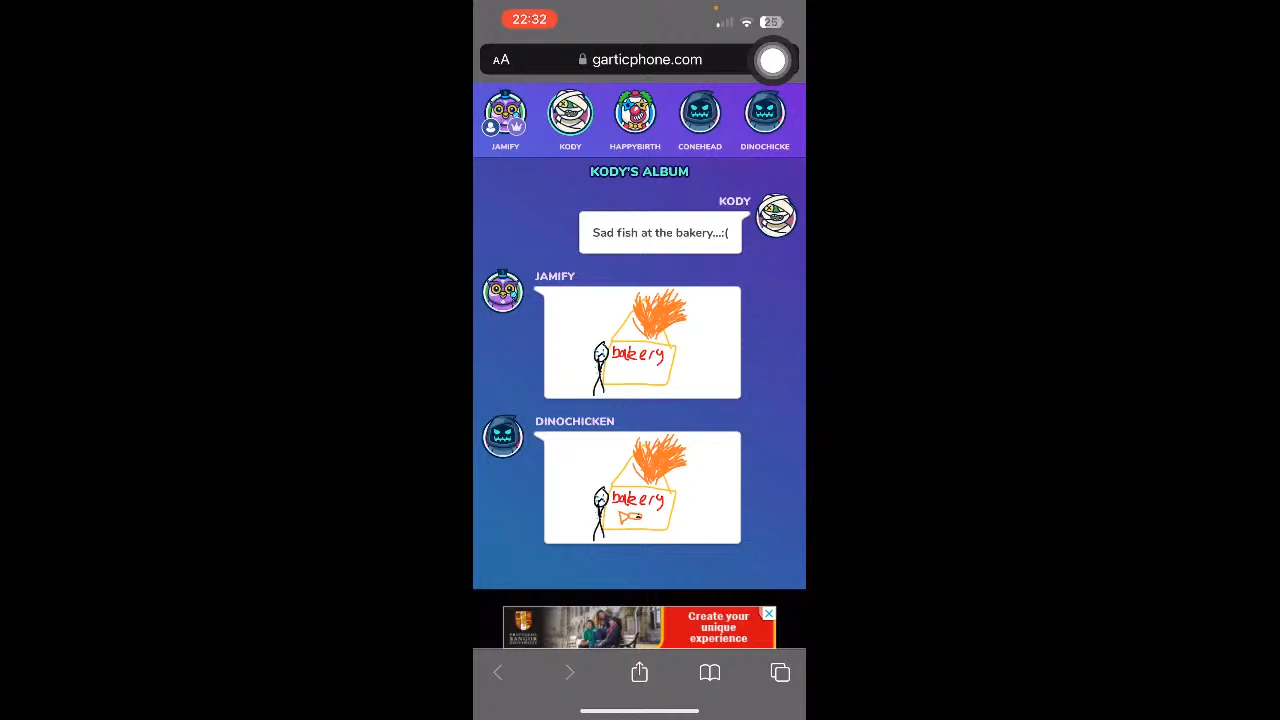 22:32
25
AA
garticphone.com
JAMIFY
KODY
HAPPYBIRTH
CONEHEAD
DINOCHICKE
KODY'S ALBUM
KODY
Sad fish at the bakery...:(
JAMIFY
bakery
DINOCHICKEN
bakery
Create your
unique
experience